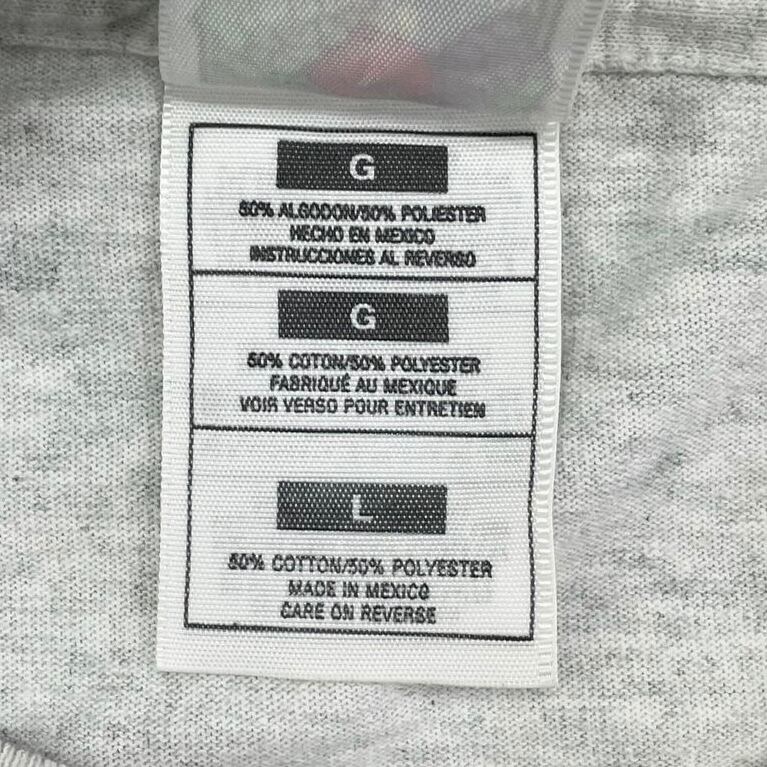 G
50% ALGODON/50% POLIESTER
HECHO EN MEXICO
INSTRUCCIONES AL REVERSO
G
50% COTON/50% POLYESTER
FABRIQUÉ AU MEXIQUE
VOIR VERSO POUR ENTRETIEN
L
50% COTTON/50% POLYESTER
MADE IN MEXICO
CARE ON REVERSE